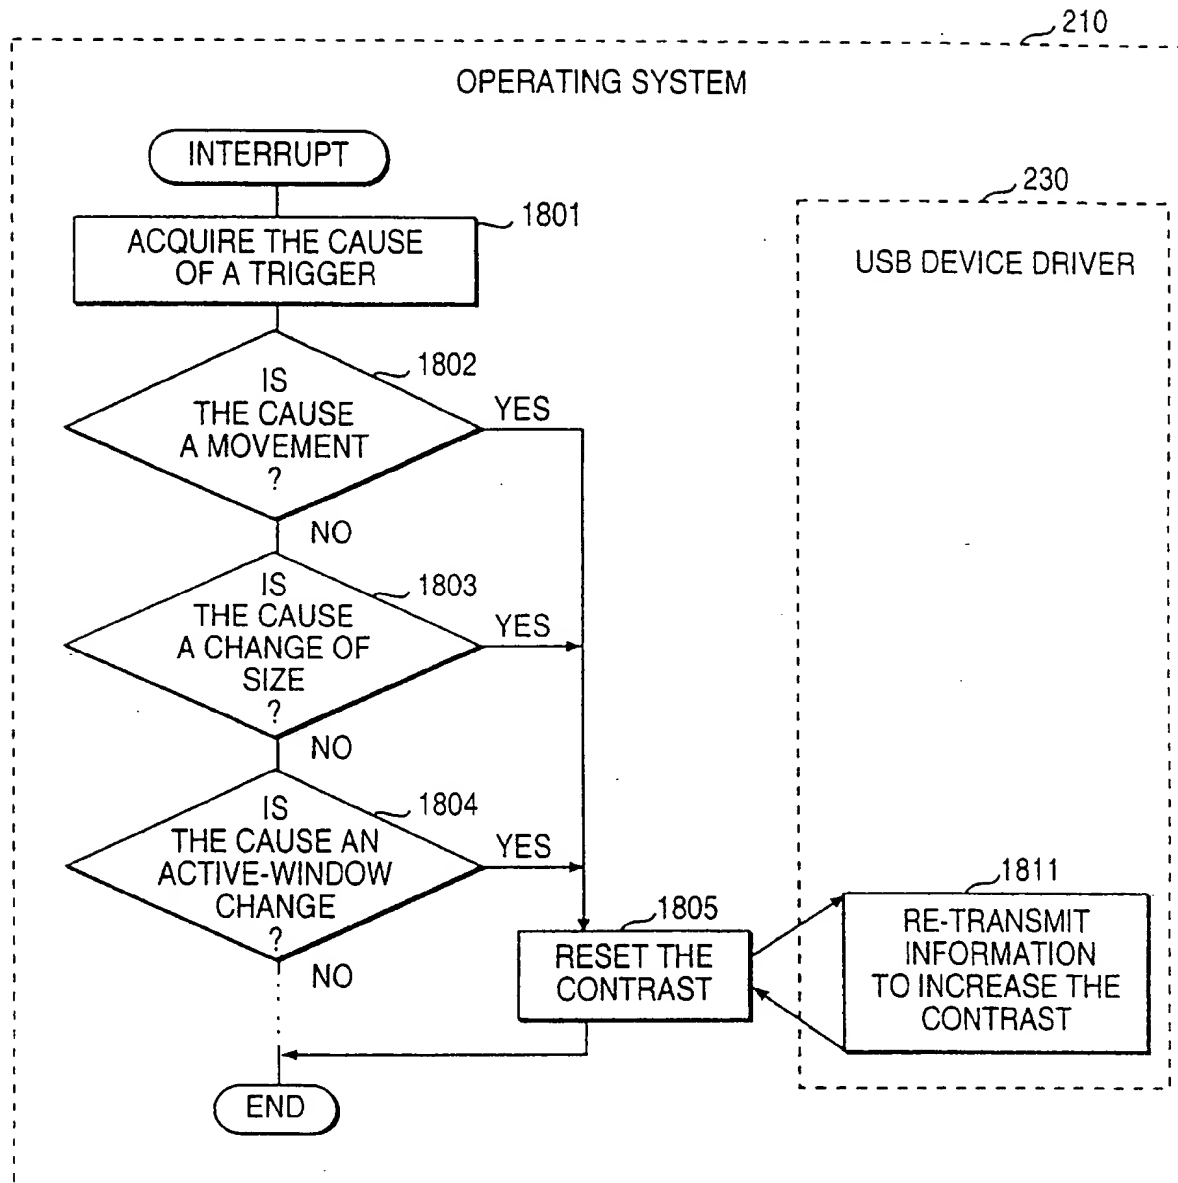 210
OPERATING SYSTEM
INTERRUPT
230
1801
ACQUIRE THE CAUSE
OF A TRIGGER
USB DEVICE DRIVER
1802
IS
THE CAUSE
A MOVEMENT
?
YES
NO
1803
IS
THE CAUSE
A CHANGE OF
SIZE
?
YES
NO
1804
IS
THE CAUSE AN
ACTIVE-WINDOW
CHANGE
?
YES
NO
1805
RESET THE
CONTRAST
1811
RE-TRANSMIT
INFORMATION
TO INCREASE THE
CONTRAST
END